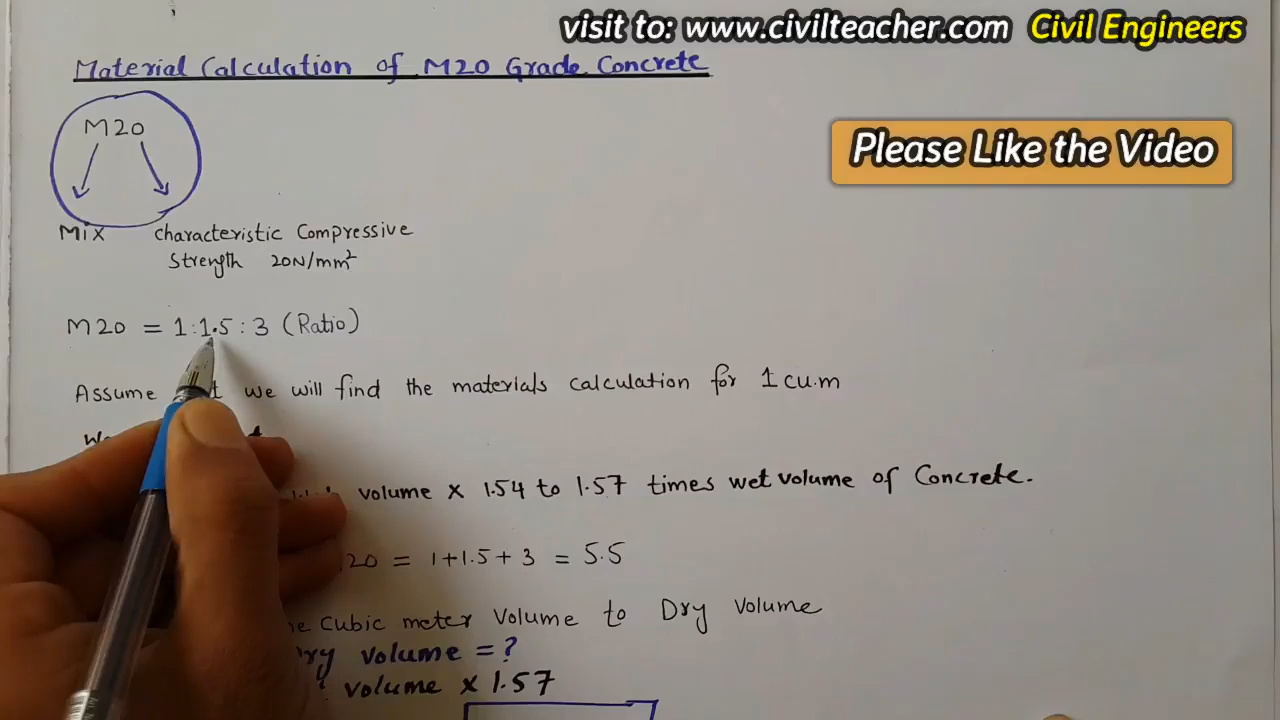 visit to: www.civilteacher.com Civil Engineers
Material Calculation of M20 Grade Concrete
Please Like the Video
M20
Mix characteristic Compressive
Strength 20N/mm²
M20 = 1:1.5:3 (Ratio)
Assume we will find the materials calculation for 1 cu.m
volume x 1.54 to 1.57 times wet volume of Concrete.
20 = 1+1.5+3 = 5.5
Cubic meter Volume to Dry Volume
volume = ?
volume x 1.57